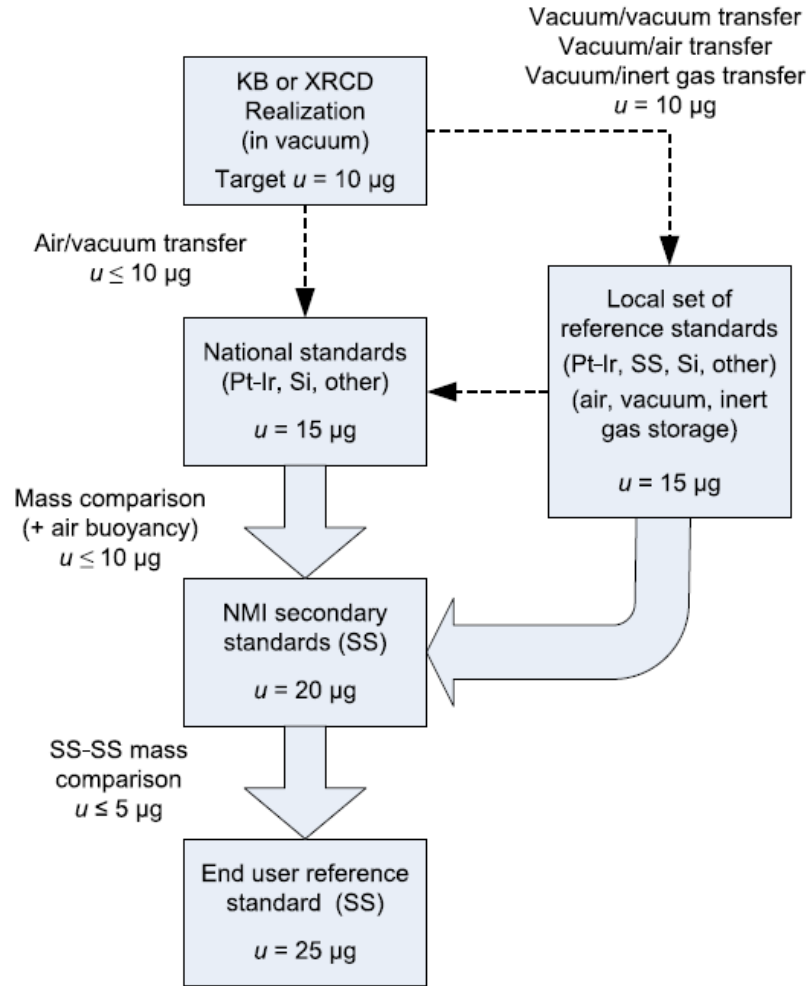 Vacuum/vacuum transfer
Vacuum/air transfer
Vacuum/inert gas transfer
u = 10 µg
KB or XRCD
Realization
(in vacuum)
Target u = 10 µg
Air/vacuum transfer
u ≤ 10 µg
Local set of
reference standards
(Pt-Ir, SS, Si, other)
(air, vacuum, inert
gas storage)
u = 15 µg
National standards
(Pt-Ir, Si, other)
u = 15 µg
Mass comparison
(+ air buoyancy)
u ≤ 10 µg
NMI secondary
standards (SS)
u = 20 µg
SS-SS mass
comparison
u ≤ 5 µg
End user reference
standard (SS)
u = 25 µg